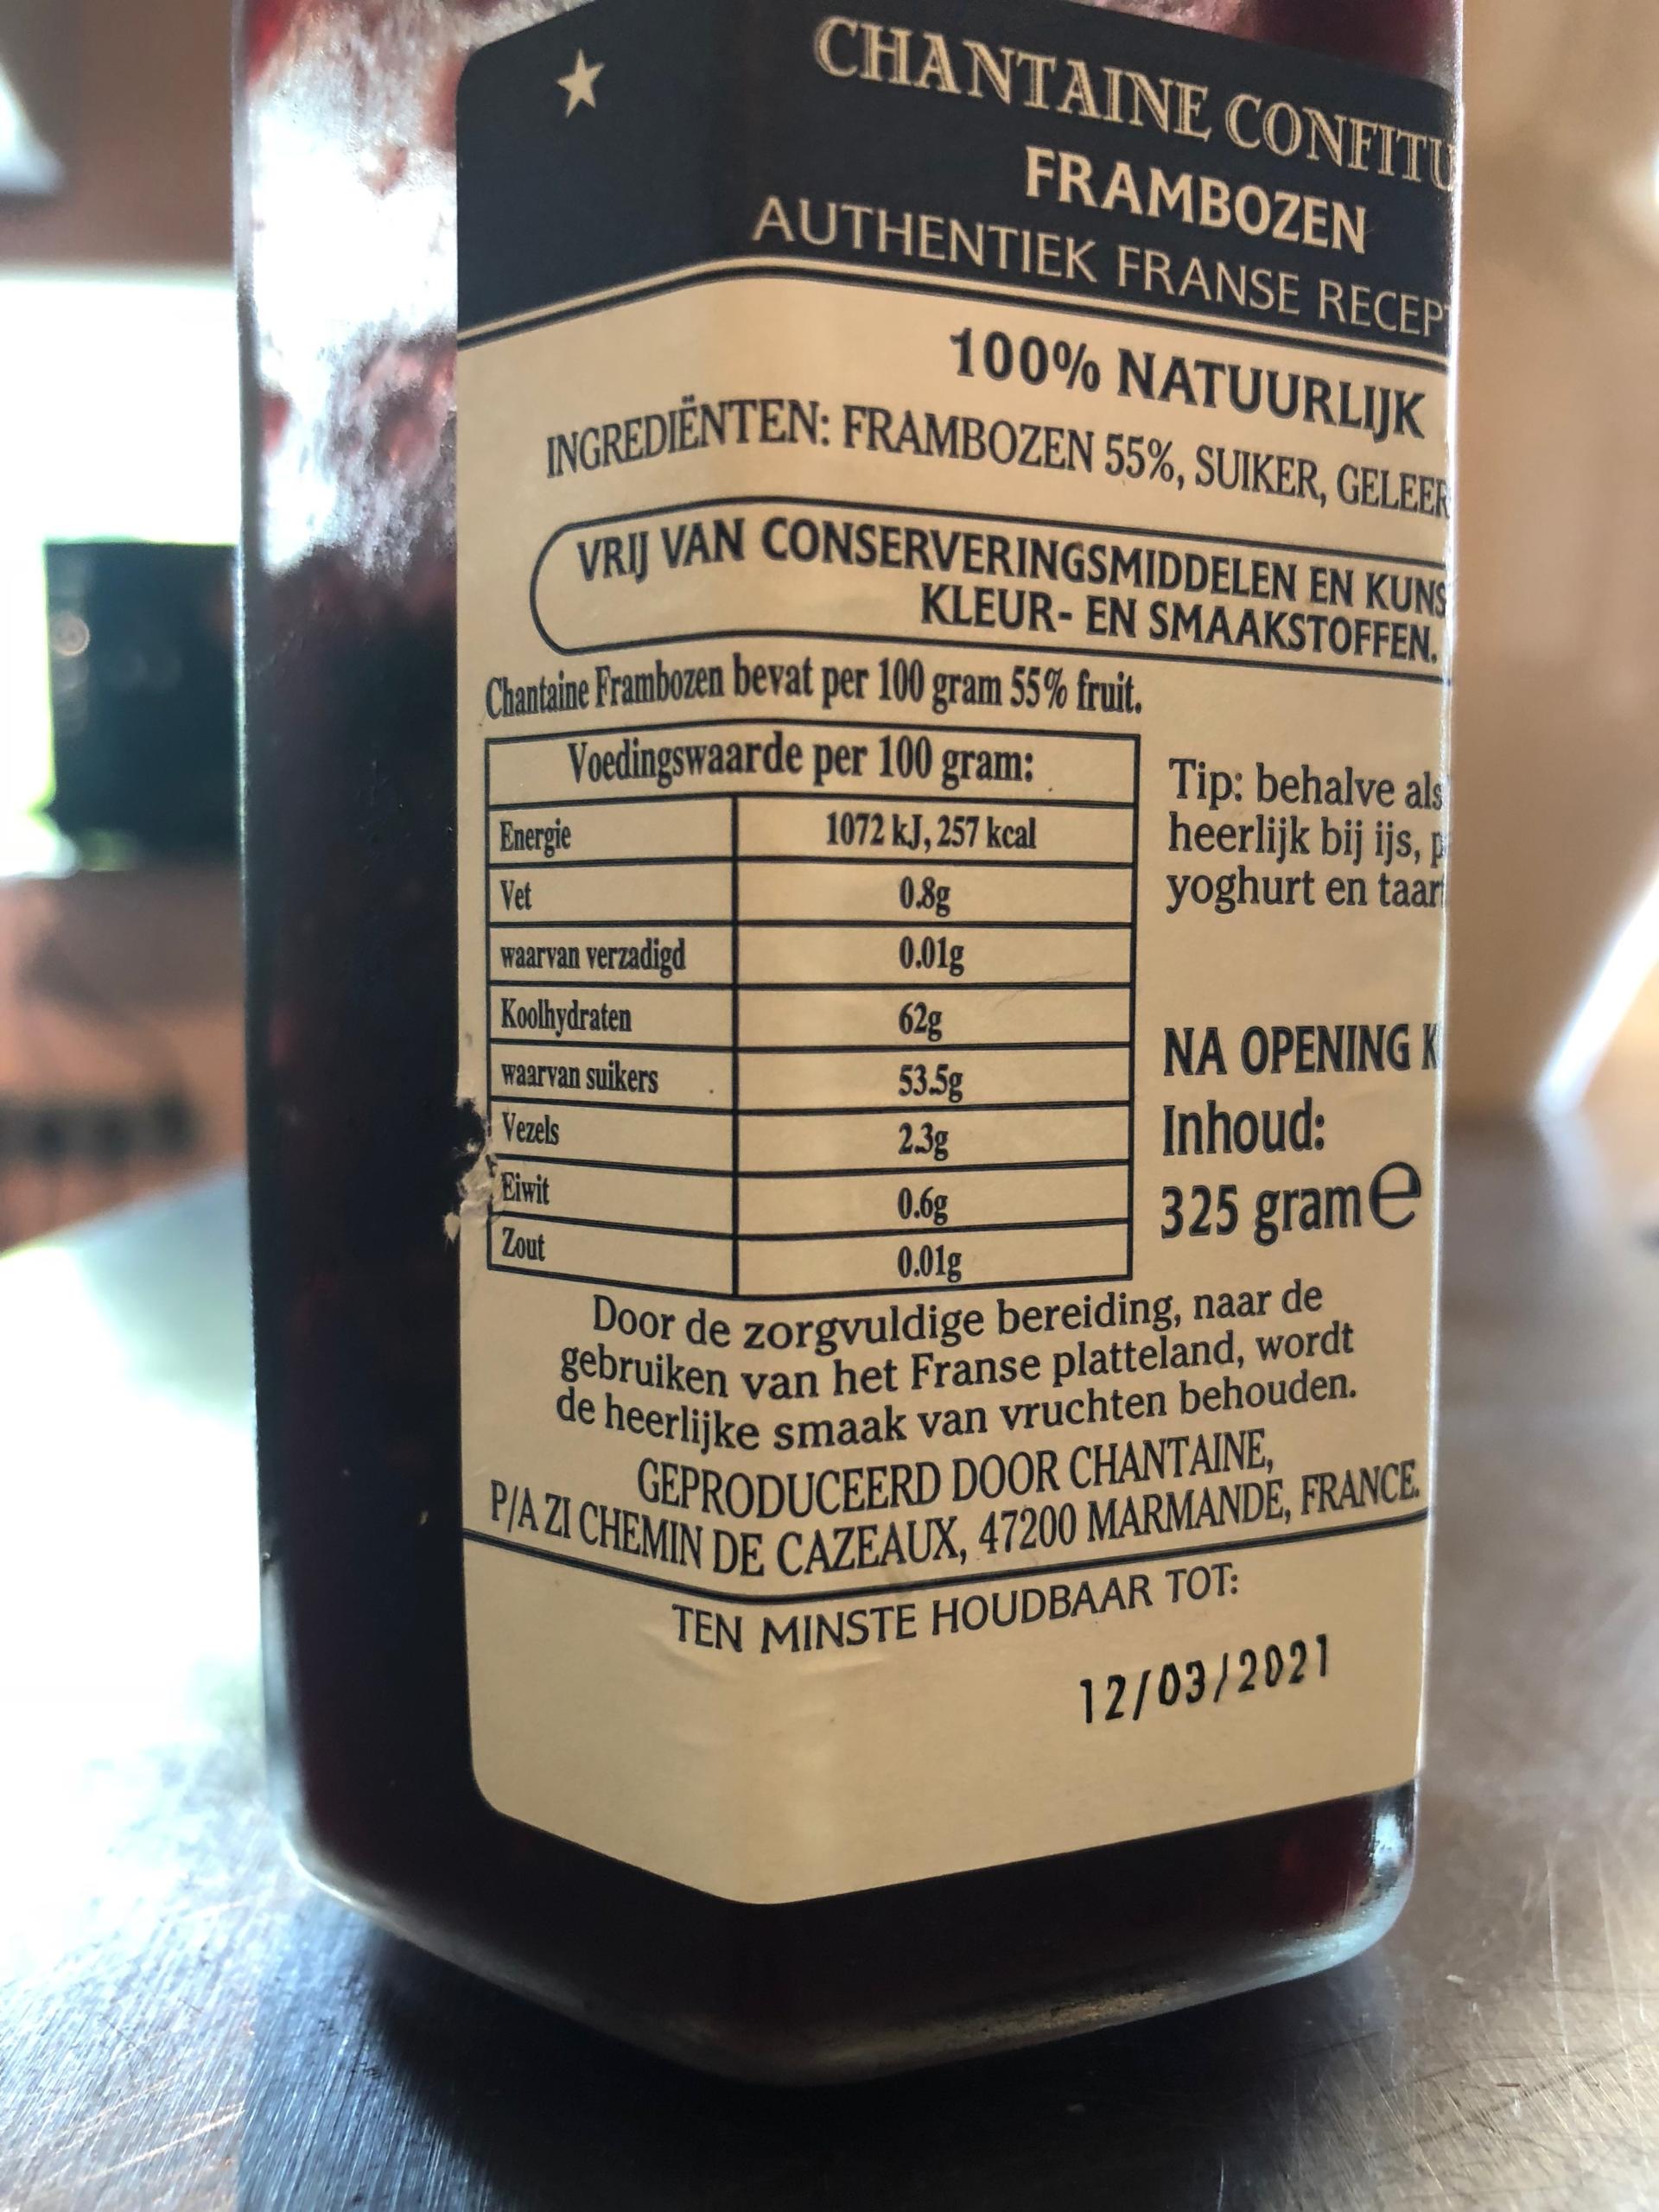 CHANTAINE CONFITU
FRAMBOZEN
AUTHENTIEK FRANSE RECEPT
100% NATUURLIJK
INGREDIËNTEN: FRAMBOZEN 55%, SUIKER, GELEER
VRIJ VAN CONSERVERINGSMIDDELEN EN KUNS
KLEUR- EN SMAAKSTOFFEN.
Chantaine Frambozen bevat per 100 gram 55% fruit.
Voedingswaarde per 100 gram:
Energie 1072 kJ, 257 kcal
Vet 0.8g
waarvan verzadigd 0.01g
Koolhydraten 62g
waarvan suikers 53.5g
Vezels 2.3g
Eiwit 0.6g
Zout 0.01g
Tip: behalve als
heerlijk bij ijs,
yoghurt en taart
NA OPENING K
Inhoud:
325 gram e
Door de zorgvuldige bereiding, naar de
gebruiken van het Franse platteland, wordt
de heerlijke smaak van vruchten behouden.
GEPRODUCEERD DOOR CHANTAINE,
P/A ZI CHEMIN DE CAZEAUX, 47200 MARMANDE, FRANCE.
TEN MINSTE HOUDBAAR TOT:
12/03/2021